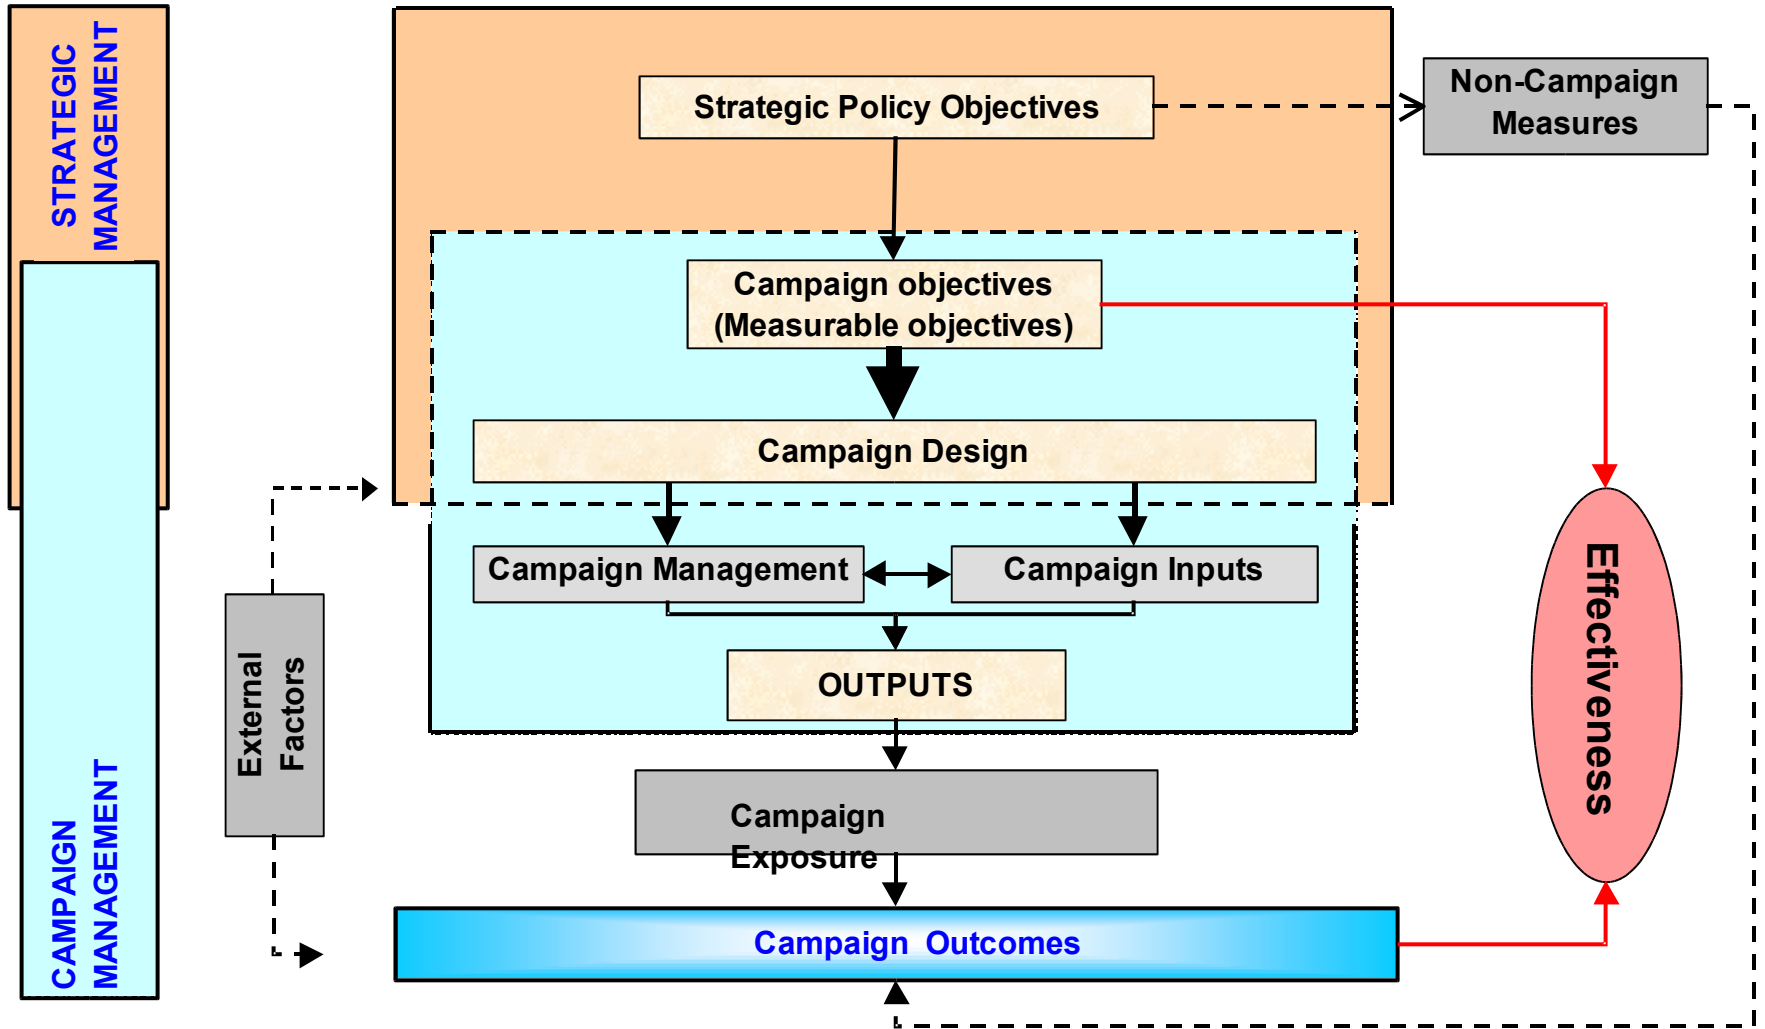 STRATEGIC
MANAGEMENT
Strategic Policy Objectives
Non-Campaign
Measures
Campaign objectives
(Measurable objectives)
Campaign Design
Campaign Management
Campaign Inputs
OUTPUTS
External
Factors
Effectiveness
CAMPAIGN
MANAGEMENT
Campaign
Exposure
Campaign Outcomes